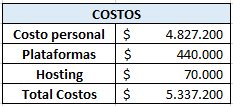 COSTOS
Costo personal $ 4.827.200
Plataformas $ 440.000
Hosting $ 70.000
Total Costos $ 5.337.200